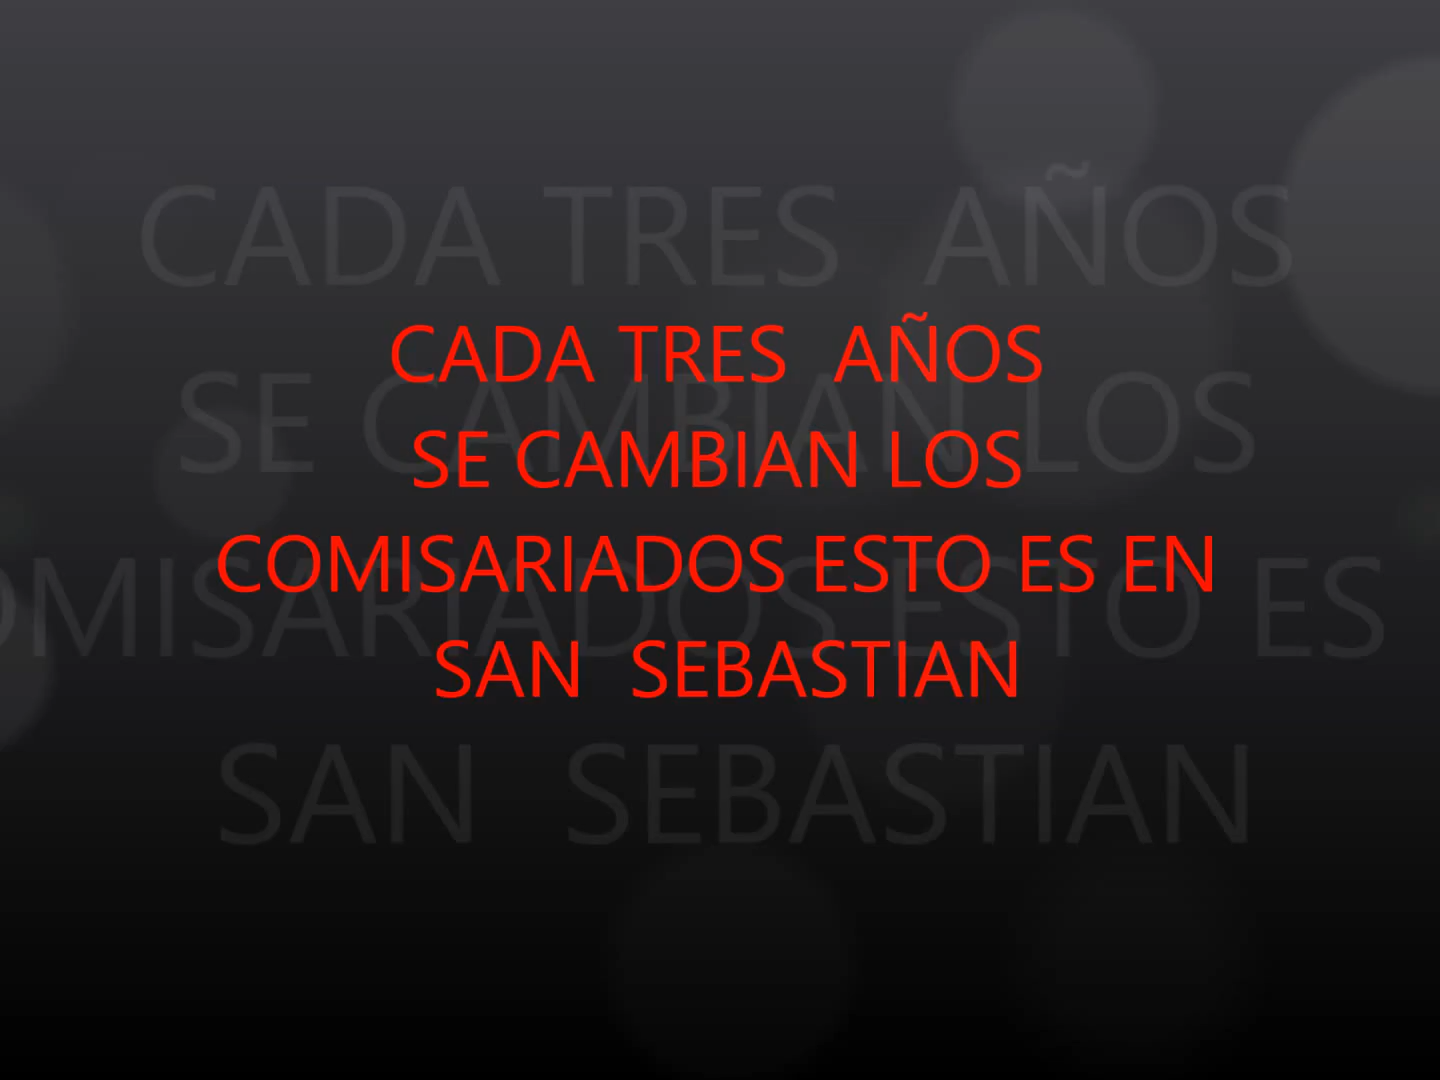 CADA TRES  AÑOS
SE CAMBIAN LOS
COMISARIADOS ESTO ES EN
SAN  SEBASTIAN